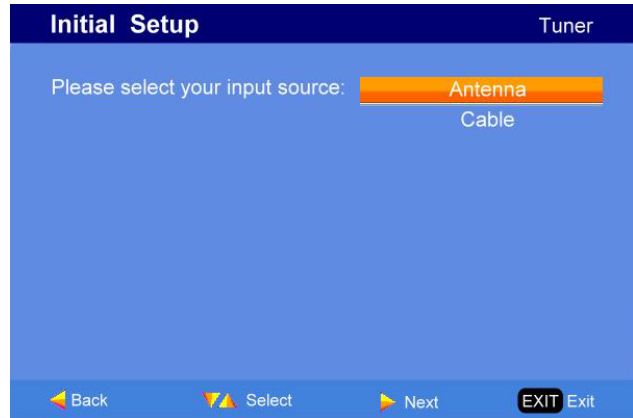 Initial Setup Tuner
Please select your input source: Antenna
Cable
Back Select Next EXIT Exit